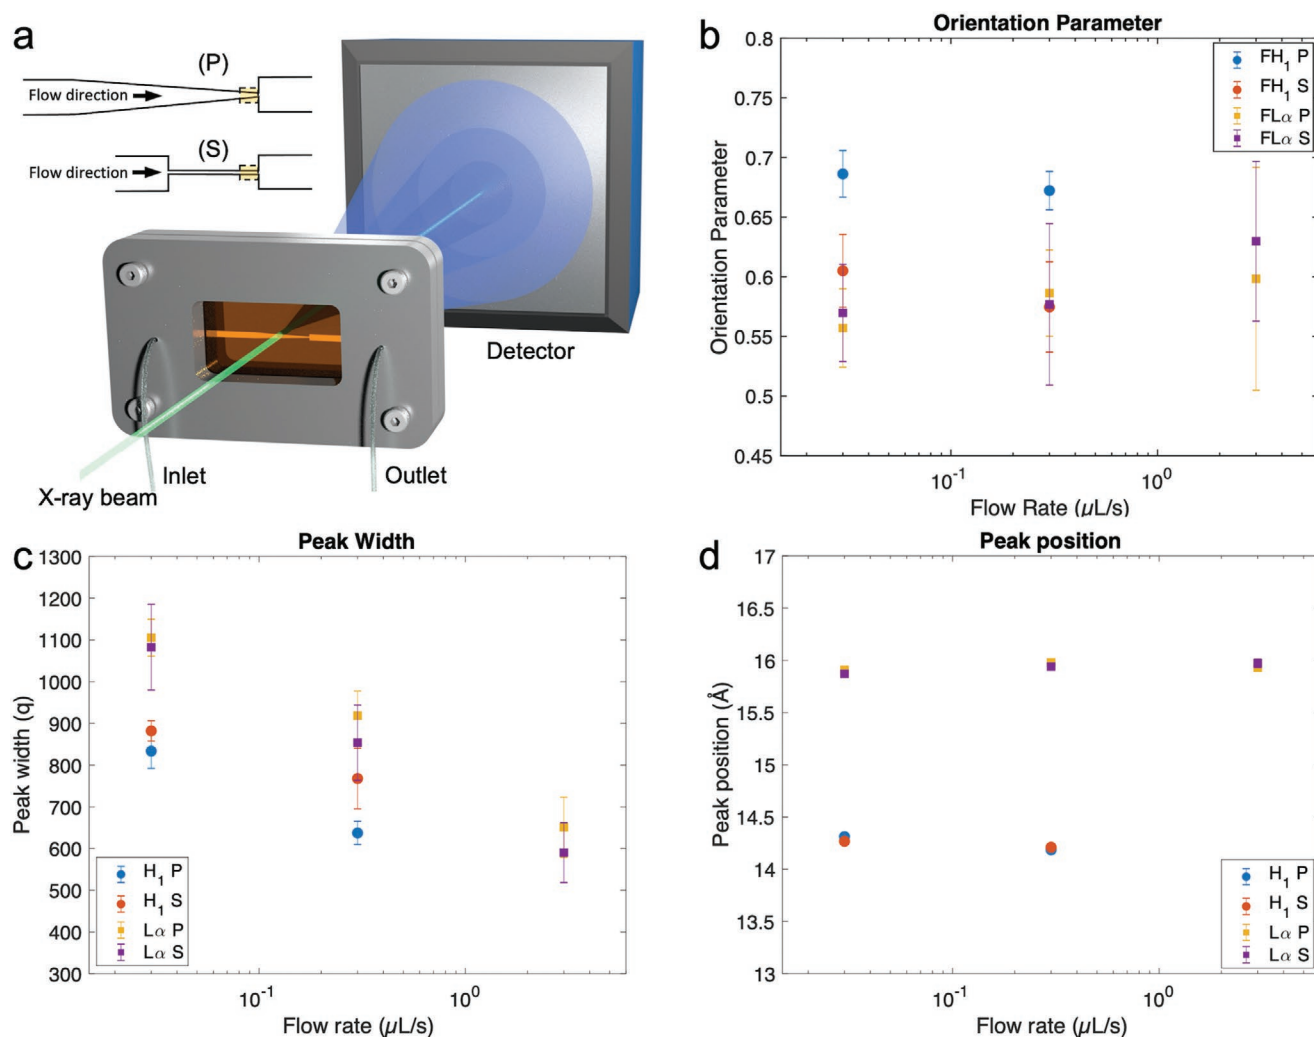 a
(P)
Flow direction
(S)
Flow direction
Detector
Inlet
Outlet
X-ray beam
b
Orientation Parameter
0.8
0.75
0.7
0.65
0.6
0.55
0.5
0.45
Orientation Parameter
10⁻¹
10⁰
Flow Rate (µL/s)
FH₁ P
FH₁ S
FLα P
FLα S
c
Peak Width
1300
1200
1100
1000
900
800
700
600
500
400
300
Peak width (q)
10⁻¹
10⁰
Flow rate (µL/s)
H₁ P
H₁ S
Lα P
Lα S
d
Peak position
17
16.5
16
15.5
15
14.5
14
13.5
13
Peak position (Å)
10⁻¹
10⁰
Flow rate (µL/s)
H₁ P
H₁ S
Lα P
Lα S